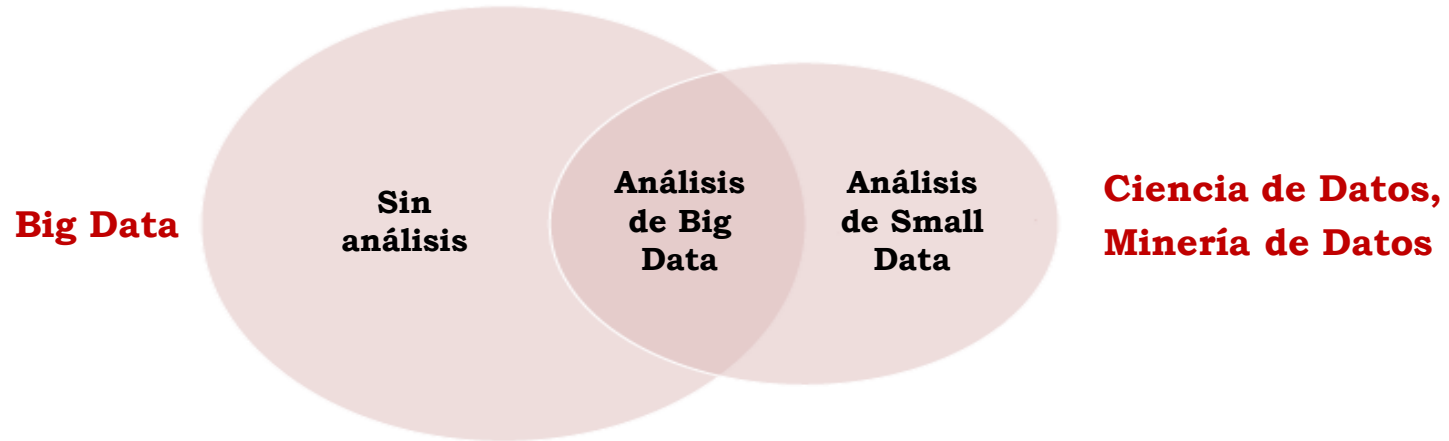 Big Data
Sin
análisis
Análisis
de Big
Data
Análisis
de Small
Data
Ciencia de Datos,
Minería de Datos